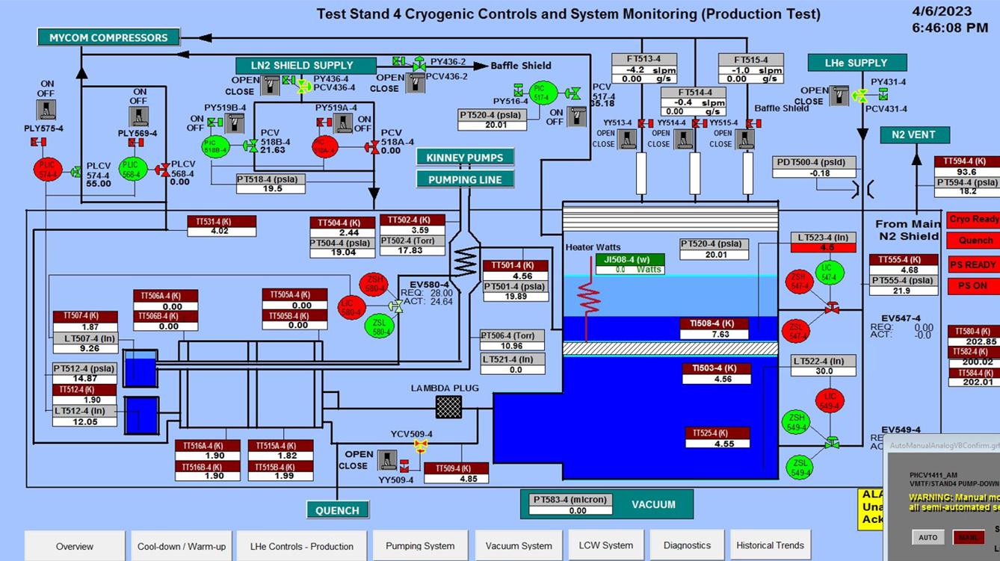 Test Stand 4 Cryogenic Controls and System Monitoring (Production Test)
4/6/2023
6:46:08 PM
MYCOM COMPRESSORS
LN2 SHIELD SUPPLY
PY436-2
Baffle Shield
OPEN
CLOSE
PCV436-2
OPEN
CLOSE
PY436-4
PCV436-4
FT513-4
-4.2 slpm
0.00 g/s
FT514-4
-0.4 slpm
0.00 g/s
FT515-4
-1.0 slpm
0.00 g/s
LHe SUPPLY
OPEN
CLOSE
PY431-4
PCV431-4
Baffle Shield
ON
OFF
PLY575-4
ON
OFF
PLY569-4
PY519B-4
ON
OFF
PY519A-4
ON
OFF
PY516-4
PIC
517-4
PCV
517-4
35.18
ON
OFF
PT520-4 (psia)
20.01
YY513-4
OPEN
CLOSE
YY514-4
OPEN
CLOSE
YY515-4
OPEN
CLOSE
N2 VENT
PLIC
574-4
PLCV
574-4
55.00
PLIC
568-4
PLCV
568-4
0.00
PIC
518B-4
PCV
518B-4
21.63
PIC
518A-4
PCV
518A-4
0.00
PT518-4 (psia)
19.5
KINNEY PUMPS
PUMPING LINE
PDT500-4 (psid)
-0.18
TT594-4 (K)
93.6
PT594-4 (psia)
18.2
TT531-4 (K)
4.02
TT504-4 (K)
2.44
PT504-4 (psia)
19.04
TT502-4 (K)
3.59
PT502-4 (Torr)
17.83
From Main
N2 Shield
Cryo Ready
Quench
PS READY
PS ON
Heater Watts
JI508-4 (w)
0.0 Watts
PT520-4 (psia)
20.01
LT523-4 (in)
4.5
LIC
547-4
ZSH
547-4
ZSL
547-4
TT555-4 (K)
4.68
PT555-4 (psia)
21.9
TT501-4 (K)
4.56
PT501-4 (psia)
19.89
ZSH
580-4
LIC
580-4
ZSL
580-4
EV580-4
REQ: 28.00
ACT: 24.64
TT506A-4 (K)
0.00
TT506B-4 (K)
0.00
TT505A-4 (K)
0.00
TT505B-4 (K)
0.00
TT507-4 (K)
1.87
LT507-4 (in)
9.26
EV547-4
REQ: 0.00
ACT: -0.0
TI508-4 (K)
7.63
PT506-4 (Torr)
10.96
LT521-4 (in)
0.0
TT580-4 (K)
202.85
TT582-4 (K)
200.02
TT584-4 (K)
202.01
PT512-4 (psia)
14.87
TT512-4 (K)
1.90
LT512-4 (in)
12.05
TI503-4 (K)
4.56
LT522-4 (in)
30.0
LIC
549-4
ZSH
549-4
ZSL
549-4
LAMBDA PLUG
TT525-4 (K)
4.55
EV549-4
TT516A-4 (K)
1.90
TT516B-4 (K)
1.90
TT515A-4 (K)
1.82
TT515B-4 (K)
1.99
YCV509-4
OPEN
CLOSE
YY509-4
TT509-4 (K)
4.85
QUENCH
PT583-4 (micron)
0.00
VACUUM
AutoManualAnalogVBConfirm.grf
PHCV1411_AM
VMTF/STAND4 PUMP-DOWN
WARNING: Manual mo
all semi-automated se
AUTO
MANL
ALA
Una
Ack
Overview
Cool-down / Warm-up
LHe Controls - Production
Pumping System
Vacuum System
LCW System
Diagnostics
Historical Trends